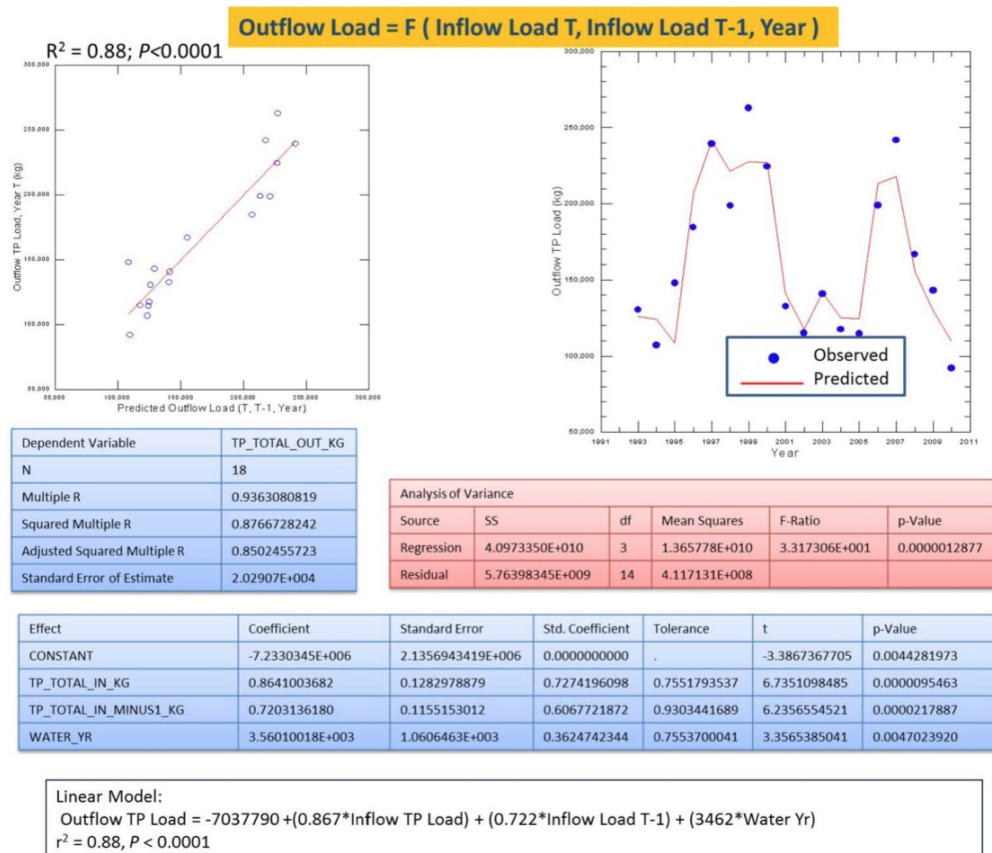 Outflow Load = F ( Inflow Load T, Inflow Load T-1, Year )
R² = 0.88; P<0.0001
300,000
250,000
200,000
150,000
100,000
50,000
Outflow TP Load, Year T (kg)
50,000 100,000 150,000 200,000 250,000 300,000
Predicted Outflow Load (T, T-1, Year)
300,000
250,000
200,000
150,000
100,000
50,000
Outflow TP Load (kg)
1991 1993 1995 1997 1999 2001 2003 2005 2007 2009 2011
Year
Observed
Predicted
Dependent Variable TP_TOTAL_OUT_KG
N 18
Multiple R 0.9363080819
Squared Multiple R 0.8766728242
Adjusted Squared Multiple R 0.8502455723
Standard Error of Estimate 2.02907E+004
Analysis of Variance
Source SS df Mean Squares F-Ratio p-Value
Regression 4.0973350E+010 3 1.365778E+010 3.317306E+001 0.0000012877
Residual 5.76398345E+009 14 4.117131E+008
Effect Coefficient Standard Error Std. Coefficient Tolerance t p-Value
CONSTANT -7.2330345E+006 2.1356943419E+006 0.0000000000 . -3.3867367705 0.0044281973
TP_TOTAL_IN_KG 0.8641003682 0.1282978879 0.7274196098 0.7551793537 6.7351098485 0.0000095463
TP_TOTAL_IN_MINUS1_KG 0.7203136180 0.1155153012 0.6067721872 0.9303441689 6.2356554521 0.0000217887
WATER_YR 3.56010018E+003 1.0606463E+003 0.3624742344 0.7553700041 3.3565385041 0.0047023920
Linear Model:
Outflow TP Load = -7037790 +(0.867*Inflow TP Load) + (0.722*Inflow Load T-1) + (3462*Water Yr)
r² = 0.88, P < 0.0001